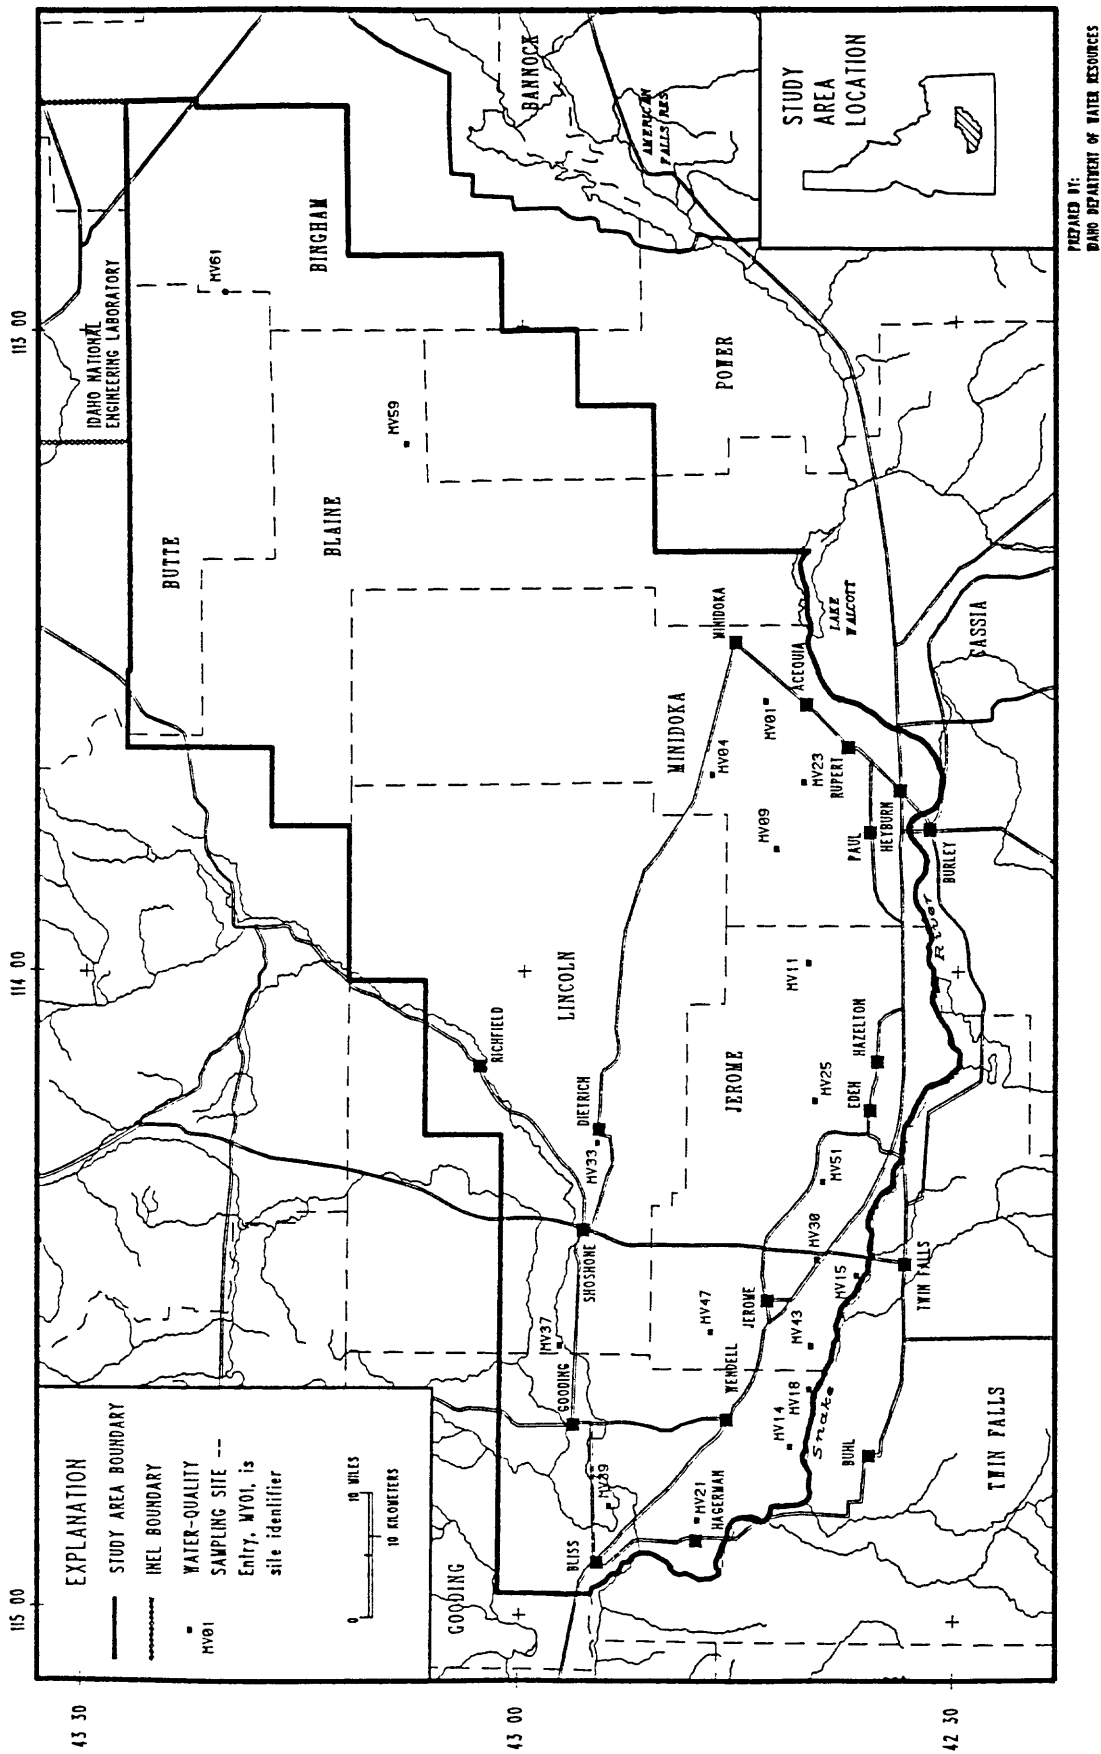 EXPLANATION
STUDY AREA BOUNDARY
INEL BOUNDARY
MV01
WATER-QUALITY
SAMPLING SITE --
Entry, MV01, is
site identifier
0
10 MILES
10 KILOMETERS
115 00
114 00
113 00
43 30
43 00
42 30
IDAHO NATIONAL
ENGINEERING LABORATORY
BUTTE
BLAINE
BINGHAM
BANNOCK
AMERICAN
FALLS RES.
POWER
MV61
MV59
GOODING
LINCOLN
MINIDOKA
JEROME
CASSIA
TWIN FALLS
RICHFIELD
DIETRICH
MV33
SHOSHONE
MV37
GOODING
MV39
BLISS
MV21
HAGERMAN
WENDELL
MV47
JEROME
MV14
MV18
MV43
MV15
MV30
MV51
MV25
MV11
MV09
MV04
MV01
MV23
MINIDOKA
ACEQUIA
RUPERT
PAUL
HEYBURN
BURLEY
LAKE
WALCOTT
EDEN
HAZELTON
TWIN FALLS
BUHL
Snake
River
STUDY
AREA
LOCATION
PREPARED BY:
IDAHO DEPARTMENT OF WATER RESOURCES